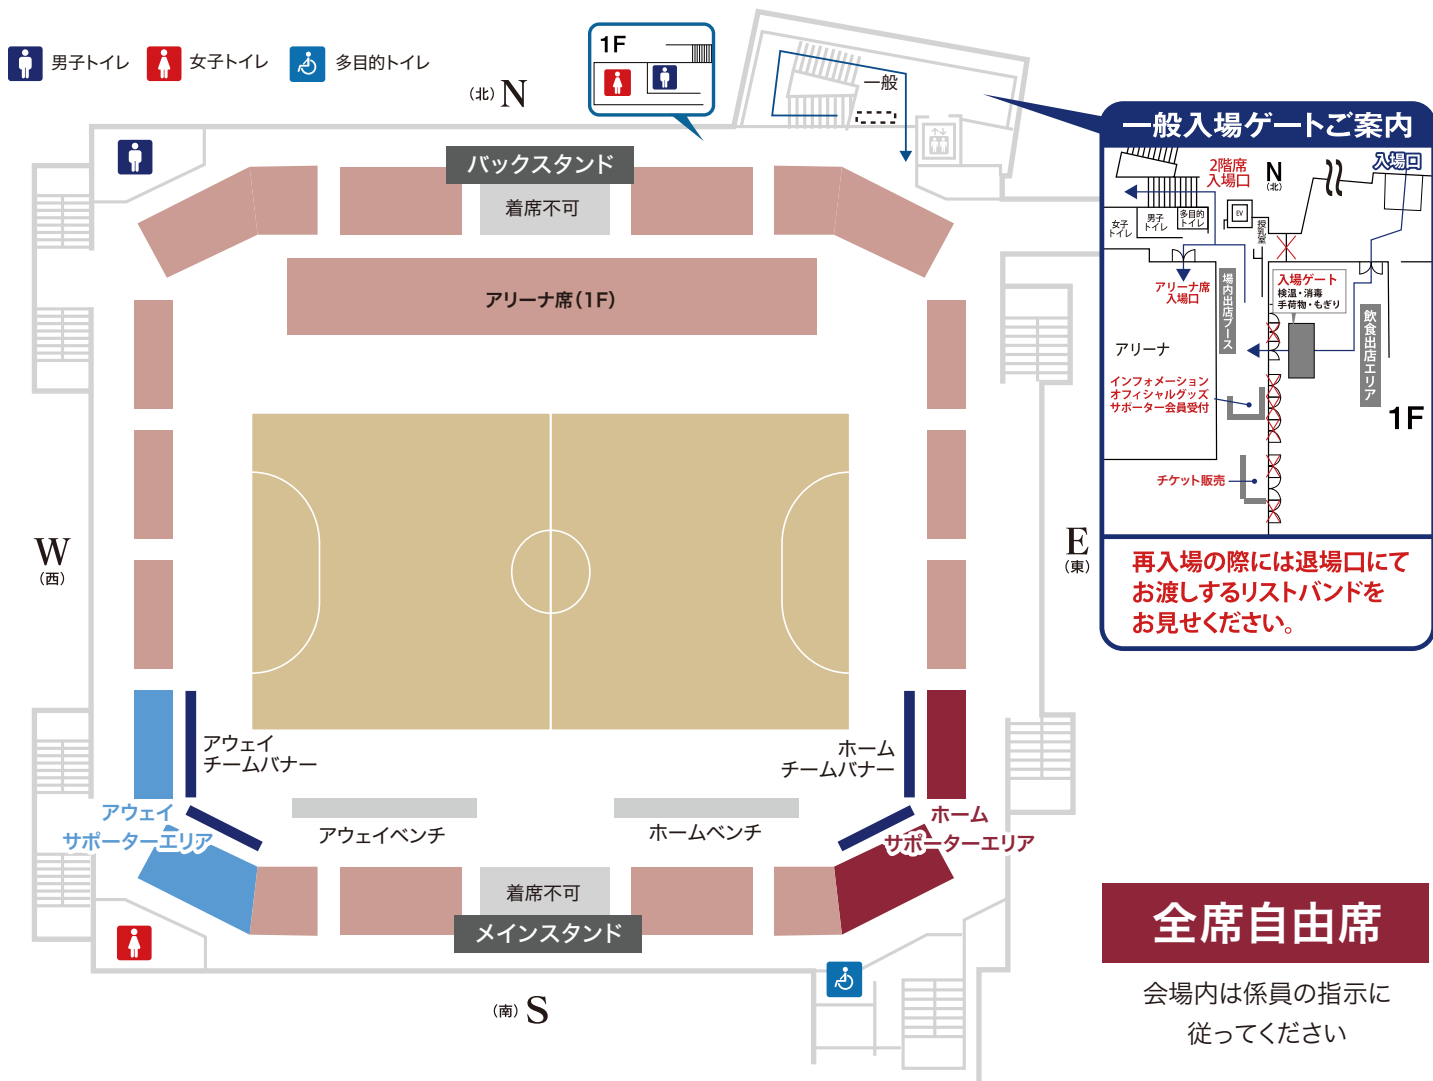 男子トイレ
女子トイレ
多目的トイレ
(北) N
1F
一般
バックスタンド
着席不可
アリーナ席(1F)
W
(西)
E
(東)
アウェイ
チームバナー
ホーム
チームバナー
アウェイ
サポーターエリア
アウェイベンチ
ホームベンチ
ホーム
サポーターエリア
着席不可
メインスタンド
(南) S
一般入場ゲートご案内
2階席
入場口
N
(北)
入場口
女子
トイレ
男子
トイレ
多目的
トイレ
EV
授乳室
アリーナ席
入場口
場内出店ブース
入場ゲート
検温・消毒
手荷物・もぎり
飲食出店エリア
アリーナ
インフォメーション
オフィシャルグッズ
サポーター会員受付
1F
チケット販売
再入場の際には退場口にて
お渡しするリストバンドを
お見せください。
全席自由席
会場内は係員の指示に
従ってください